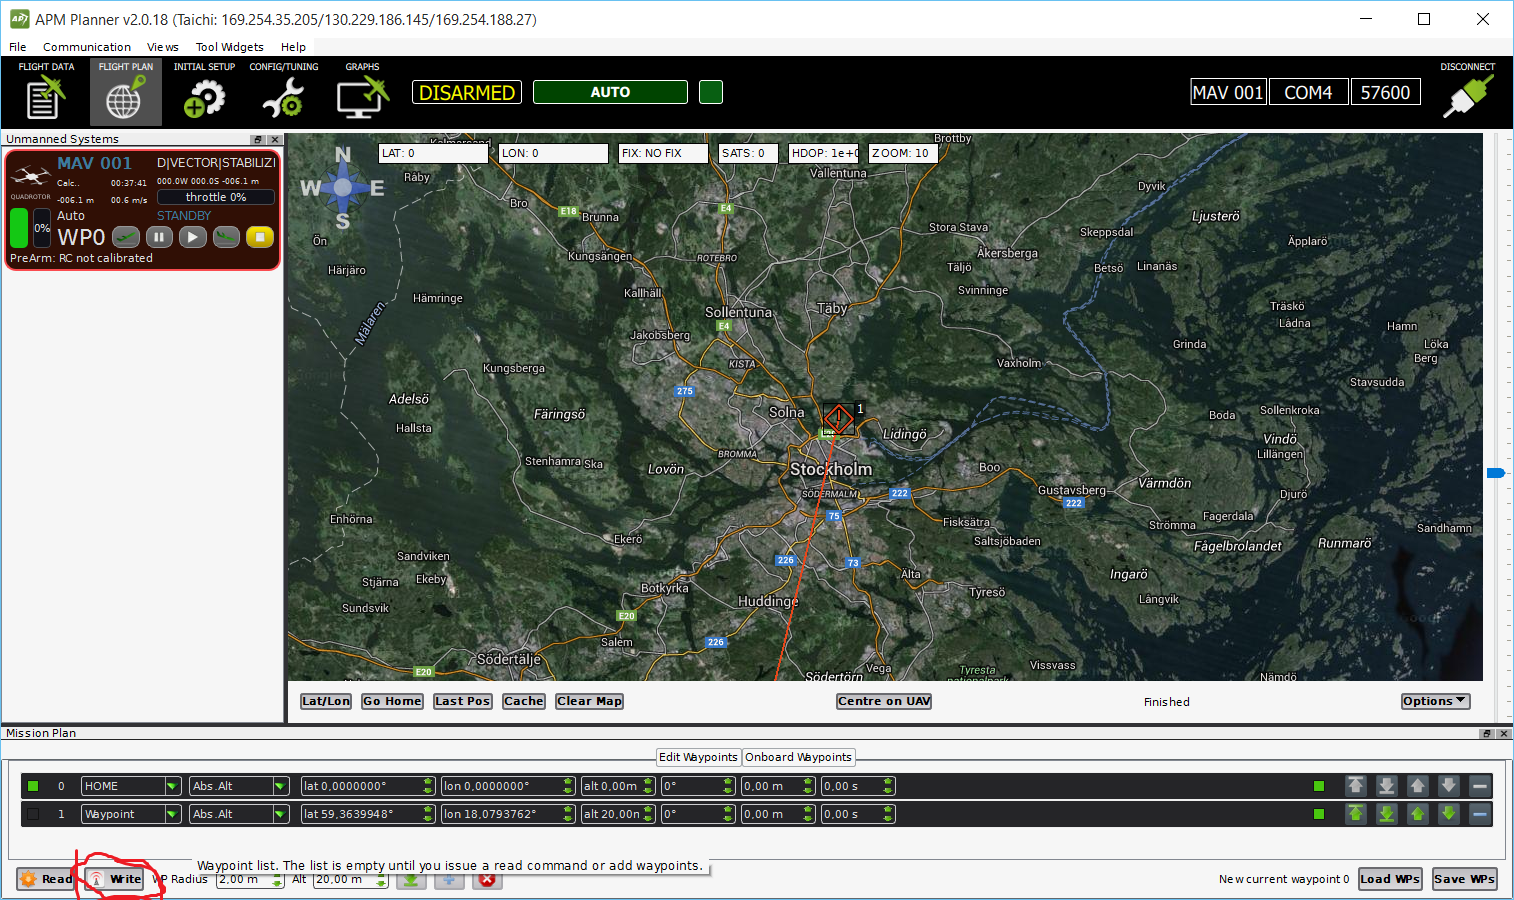 APM Planner v2.0.18 (Taichi: 169.254.35.205/130.229.186.145/169.254.188.27)
File Communication Views Tool Widgets Help
FLIGHT DATA FLIGHT PLAN INITIAL SETUP CONFIG/TUNING GRAPHS DISCONNECT
DISARMED AUTO MAV 001 COM4 57600
Unmanned Systems
MAV 001 D|VECTOR|STABILIZI
Calc.. 00:37:41 000.0W 000.0S -006.1 m
QUADROTOR -006.1 m 00.6 m/s throttle 0%
0% Auto STANDBY
WP0
PreArm: RC not calibrated
LAT: 0 LON: 0 FIX: NO FIX SATS: 0 HDOP: 1e+0 ZOOM: 10
N
W E
S
Brottby
Råby
Vallentuna
Dyvik
Bro
E18
Brunna
E4
Ljusterö
Stora Stava
Skeppsdal
Ön
Äpplarö
Kungsängen
ROTEBRO
Åkersberga
Härjäro
Täljö
Betsö
Linanäs
Kallhäll
Svinninge
Hämringe
Mälaren
Sollentuna
Täby
Träskö
E4
Lådna
Hamn
Jakobsberg
Grinda
Löka
Berg
KISTA
Vaxholm
Kungsberga
Stavsudda
275
Adelsö
Färingsö
Solna
1
Boda
Sollenkroka
Hallsta
Lidingö
Vindö
Lillängen
BROMMA
Stenhamra
Ska
Lovön
Stockholm
Boo
Värmdön
SÖDERMALM
222
Gustavsberg
222
Djurö
Enhörna
75
Fisksätra
Fagerdala
Strömma
Sandhamn
Ekerö
Saltsjöbaden
Fågelbrolandet
Runmarö
Sandviken
226
73
Älta
Ingarö
Stjärna
Ekeby
Botkyrka
Tyresö
Långvik
Sundsvik
Huddinge
E20
Salem
226
Södertälje
Vissvass
E20
Vega
Tyresta
nationalpark
Södertörn
Nämdö
Lat/Lon Go Home Last Pos Cache Clear Map Centre on UAV Finished Options
Mission Plan
Edit Waypoints Onboard Waypoints
0 HOME Abs.Alt lat 0,0000000° lon 0,0000000° alt 0,00m 0° 0,00 m 0,00 s
1 Waypoint Abs.Alt lat 59,3639948° lon 18,0793762° alt 20,00n 0° 0,00 m 0,00 s
Waypoint list. The list is empty until you issue a read command or add waypoints.
Read Write WP Radius 2,00 m Alt 20,00 m New current waypoint 0 Load WPs Save WPs